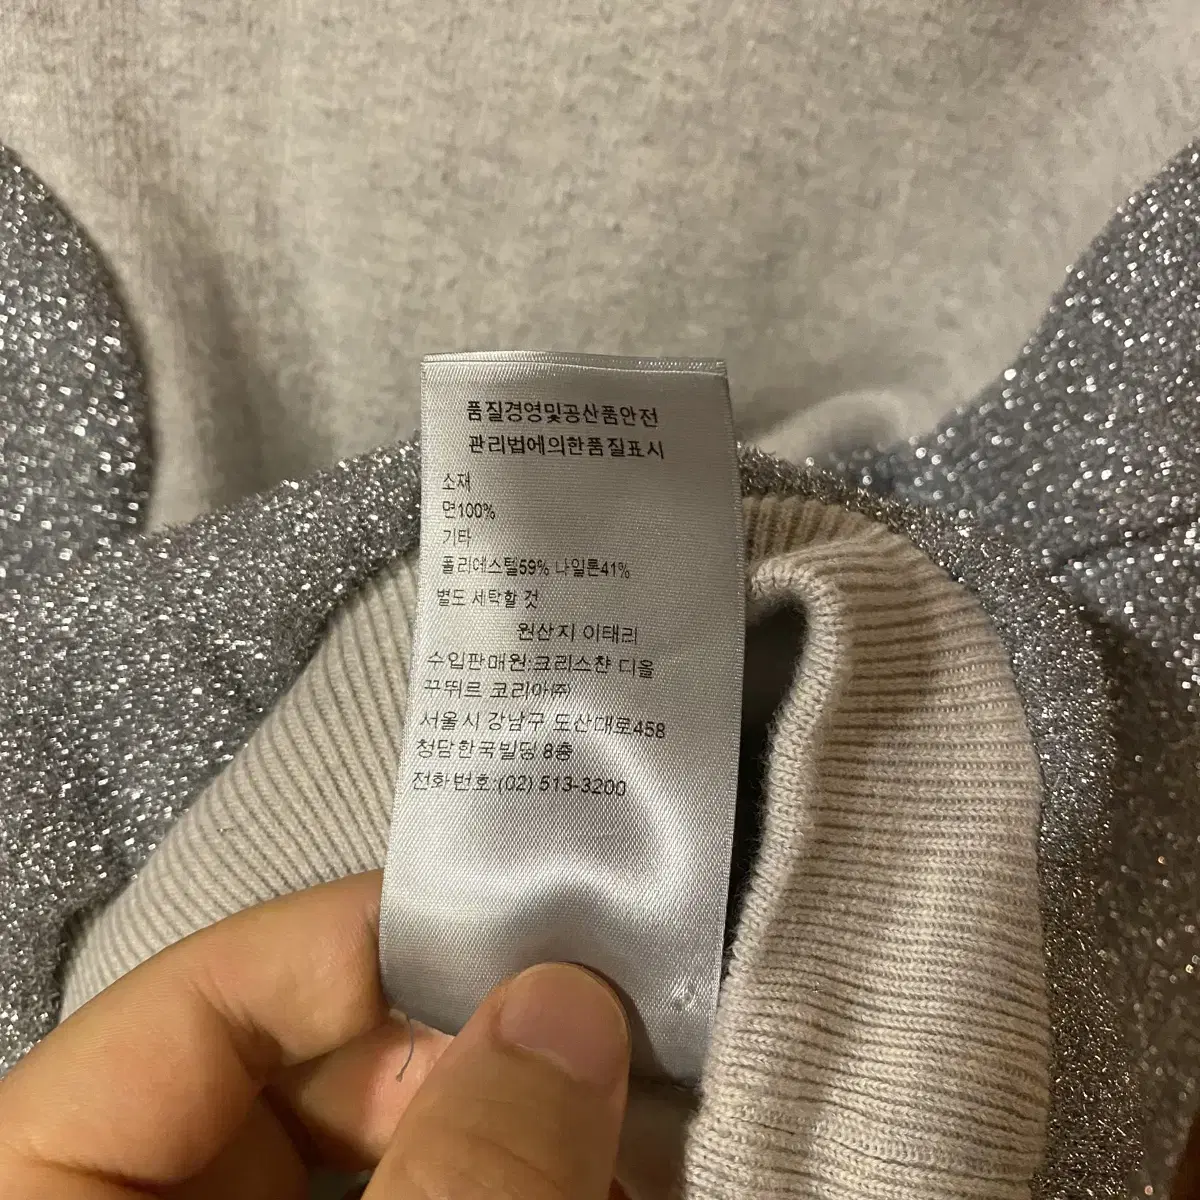 품질경영및공산품안전
관리법에의한품질표시
소재
면100%
기타
폴리에스텔59% 나일론41%
별도 세탁할 것
원산지 이태리
수입판매원:크리스챤 디올
꾸뛰르 코리아㈜
서울시 강남구 도산대로458
청담한국빌딩 8층
전화번호:(02) 513-3200